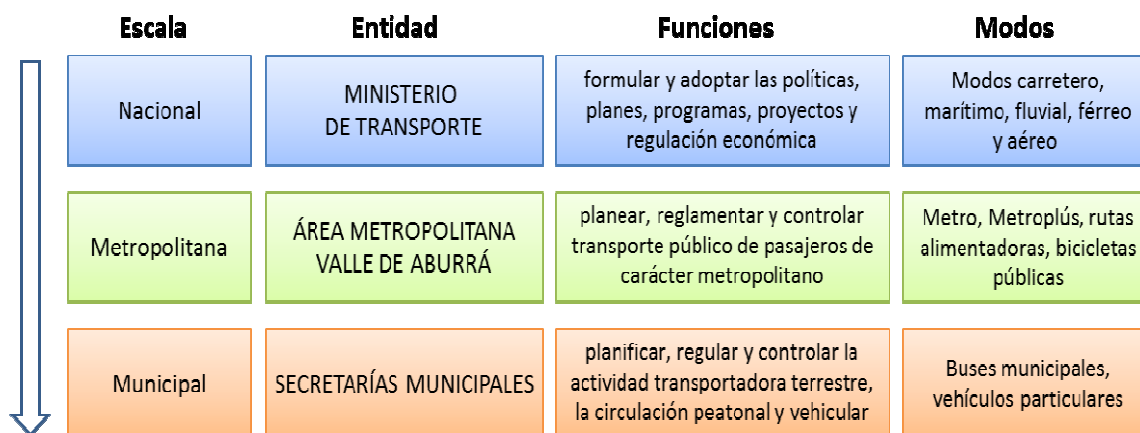 Escala
Entidad
Funciones
Modos
Nacional
MINISTERIO
DE TRANSPORTE
formular y adoptar las políticas,
planes, programas, proyectos y
regulación económica
Modos carretero,
marítimo, fluvial, férreo
y aéreo
Metropolitana
ÁREA METROPOLITANA
VALLE DE ABURRÁ
planear, reglamentar y controlar
transporte público de pasajeros de
carácter metropolitano
Metro, Metroplús, rutas
alimentadoras, bicicletas
públicas
Municipal
SECRETARÍAS MUNICIPALES
planificar, regular y controlar la
actividad transportadora terrestre,
la circulación peatonal y vehicular
Buses municipales,
vehículos particulares